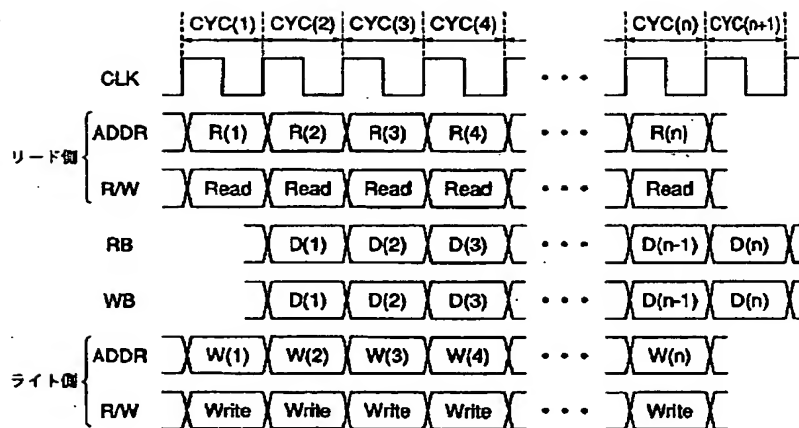 CYC(1) CYC(2) CYC(3) CYC(4) CYC(n) CYC(n+1)
CLK
リード側
ADDR R(1) R(2) R(3) R(4) • • • R(n)
R/W Read Read Read Read • • • Read
RB D(1) D(2) D(3) • • • D(n-1) D(n)
WB D(1) D(2) D(3) • • • D(n-1) D(n)
ライト側
ADDR W(1) W(2) W(3) W(4) • • • W(n)
R/W Write Write Write Write • • • Write